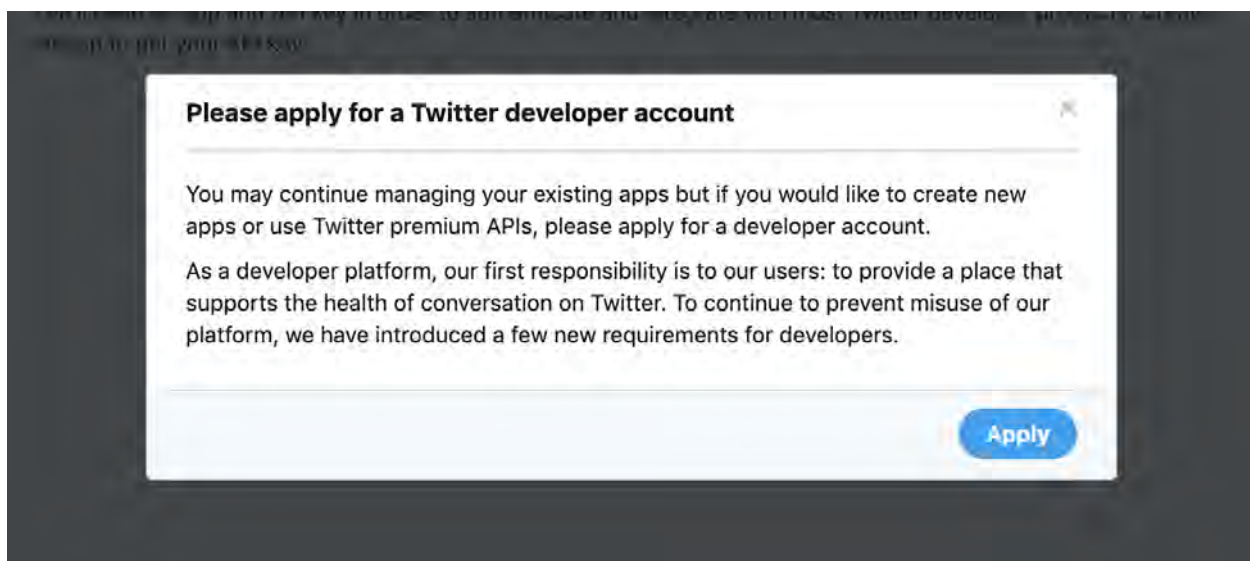 Please apply for a Twitter developer account
You may continue managing your existing apps but if you would like to create new
apps or use Twitter premium APIs, please apply for a developer account.
As a developer platform, our first responsibility is to our users: to provide a place that
supports the health of conversation on Twitter. To continue to prevent misuse of our
platform, we have introduced a few new requirements for developers.
Apply